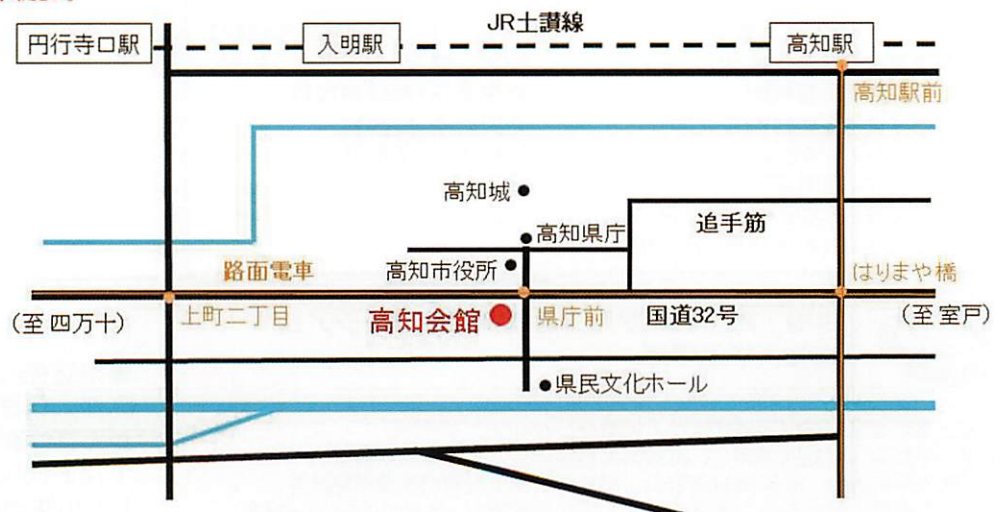 JR土讃線
円行寺口駅
入明駅
高知駅
高知駅前
高知城
追手筋
高知県庁
高知市役所
路面電車
はりまや橋
(至四万十)
上町二丁目
高知会館
県庁前
国道32号
(至室戸)
県民文化ホール